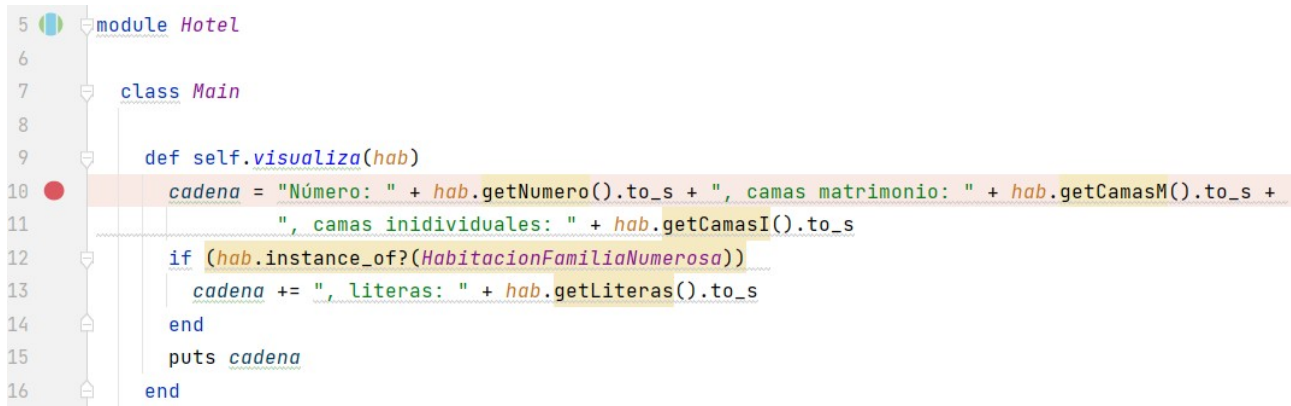 5 module Hotel
6
7 class Main
8
9 def self.visualiza(hab)
10 cadena = "Número: " + hab.getNumero().to_s + ", camas matrimonio: " + hab.getCamasM().to_s +
11 ", camas inidividuales: " + hab.getCamasI().to_s
12 if (hab.instance_of?(HabitacionFamiliaNumerosa))
13 cadena += ", literas: " + hab.getLiteras().to_s
14 end
15 puts cadena
16 end